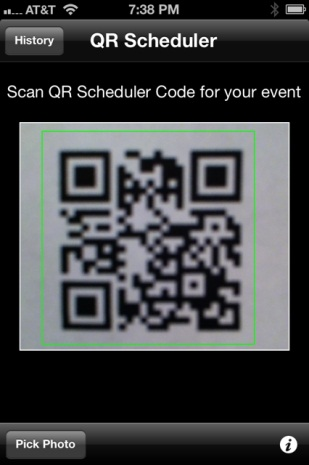 AT&T 7:38 PM
History QR Scheduler
Scan QR Scheduler Code for your event
Pick Photo